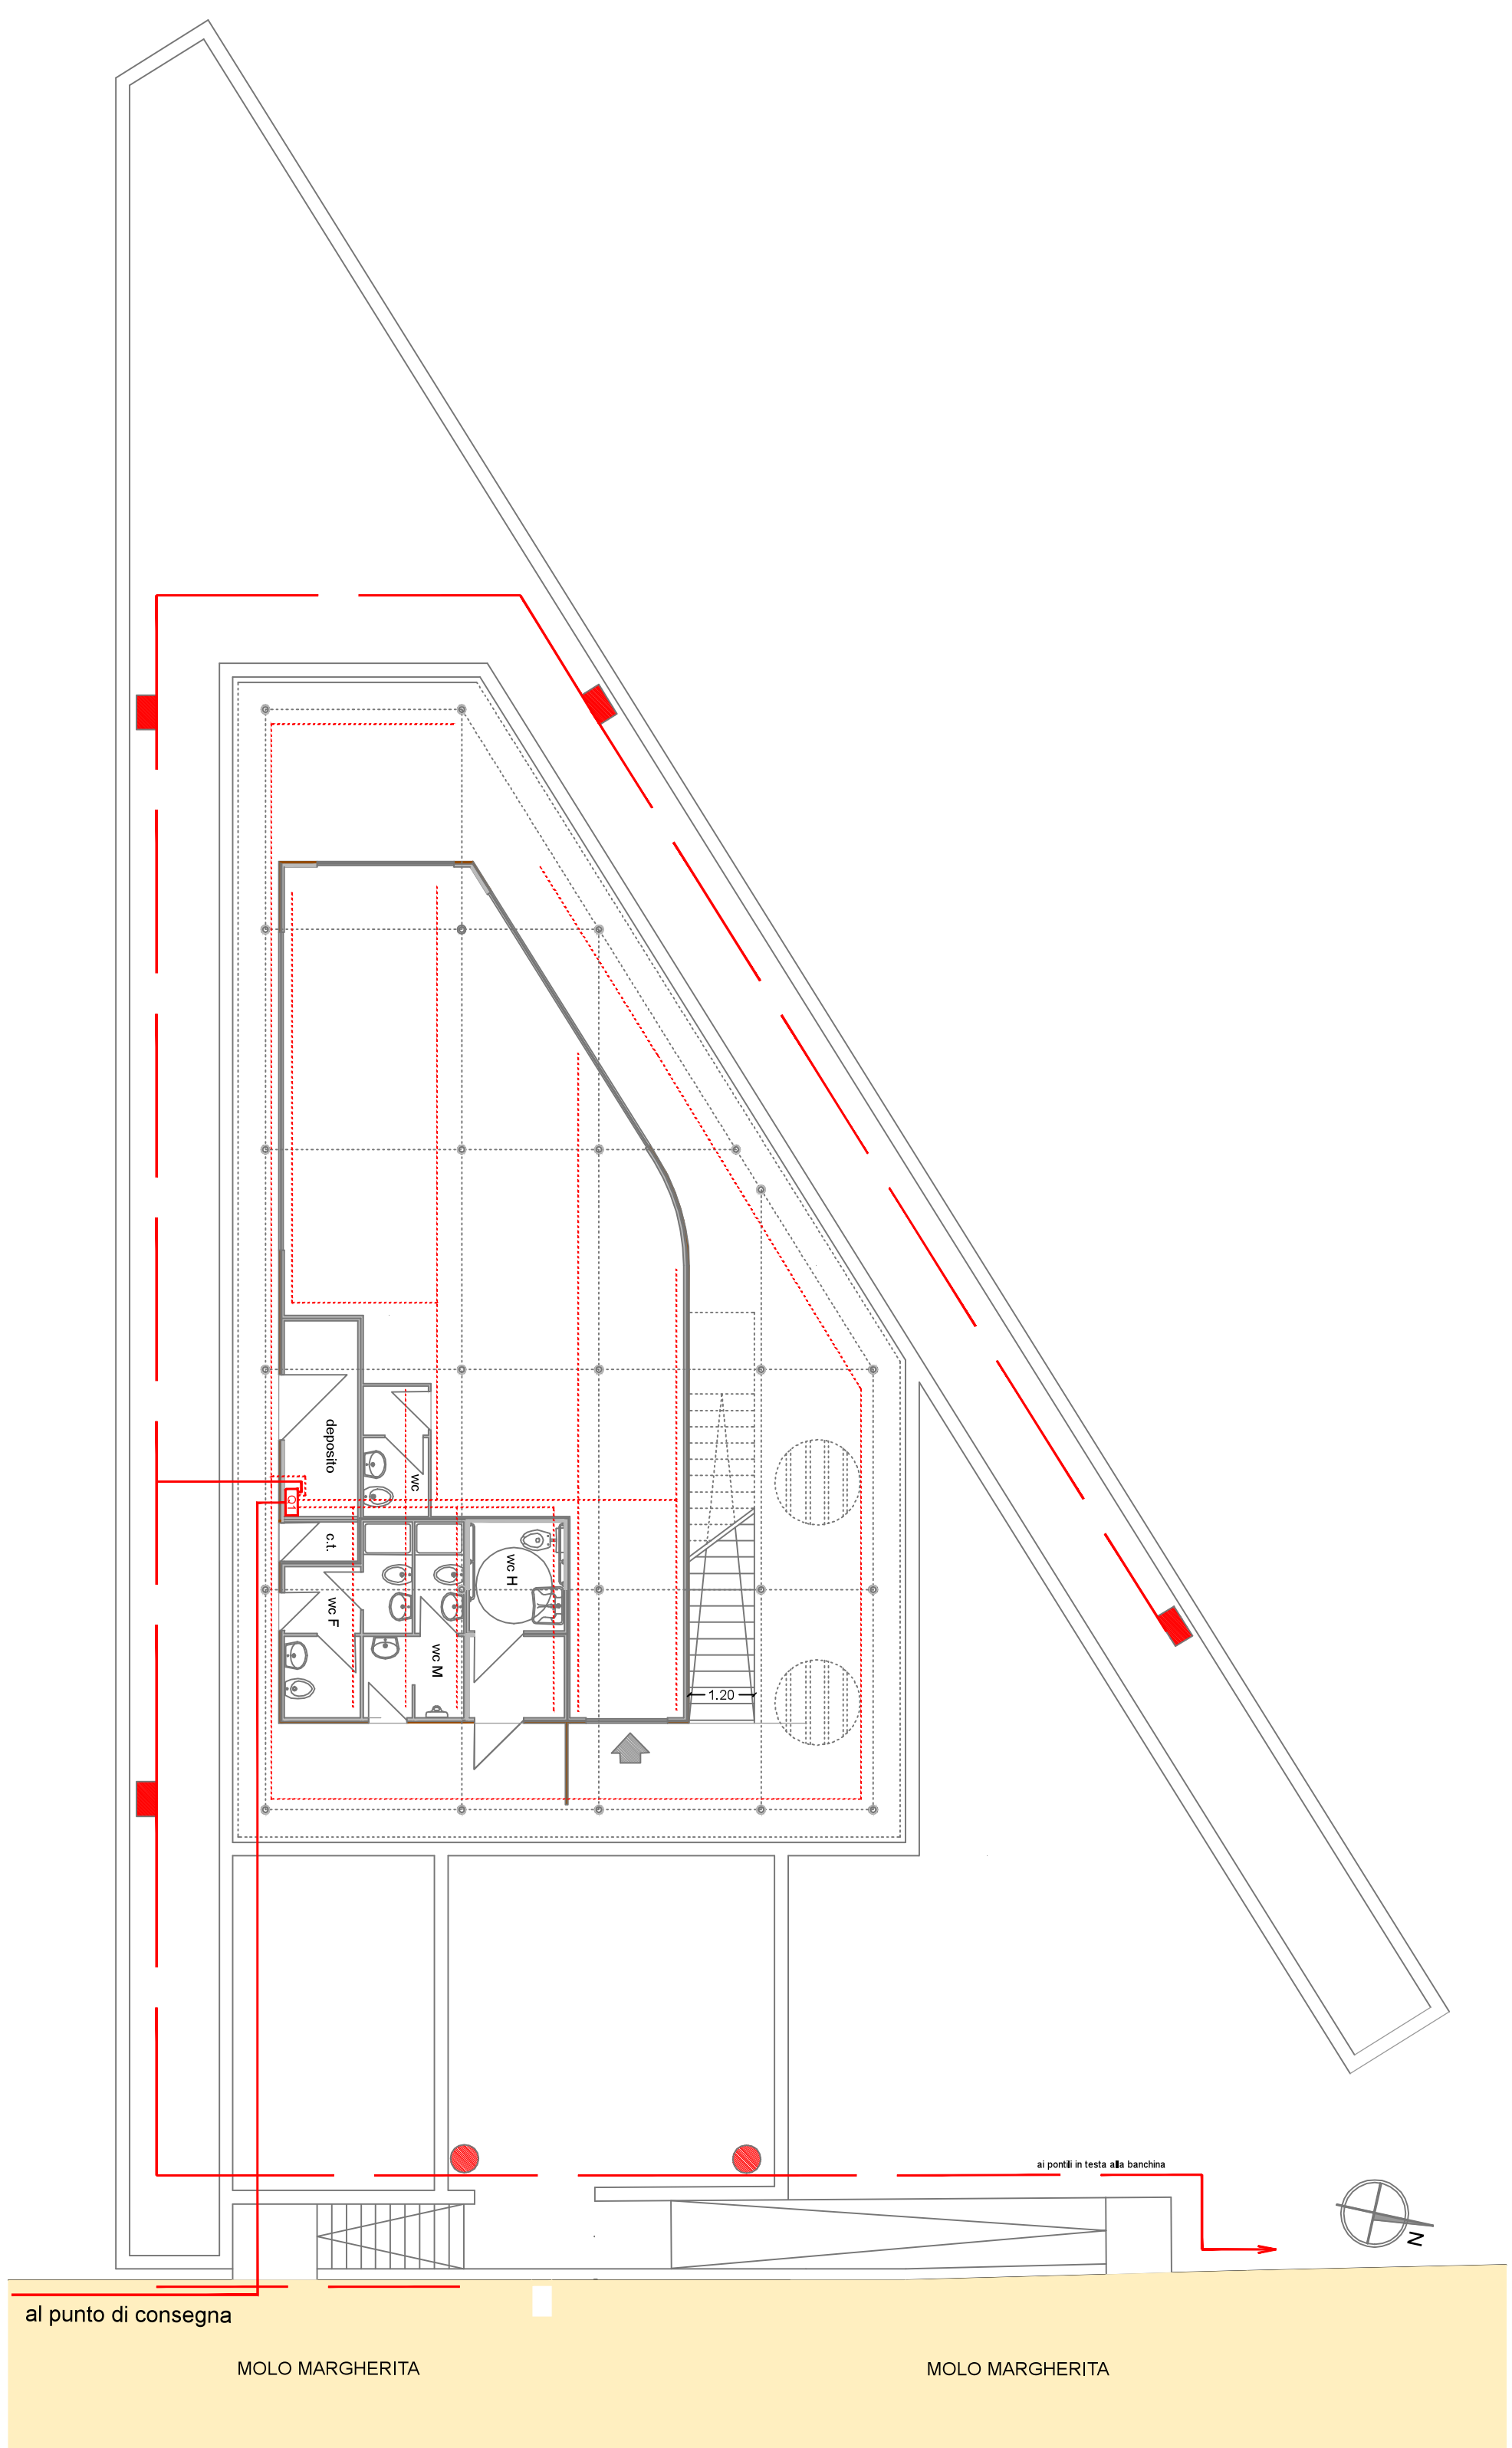 deposito
wc
c.t.
wc H
wc F
wc M
1.20
ai pontili in testa alla banchina
N
al punto di consegna
MOLO MARGHERITA
MOLO MARGHERITA